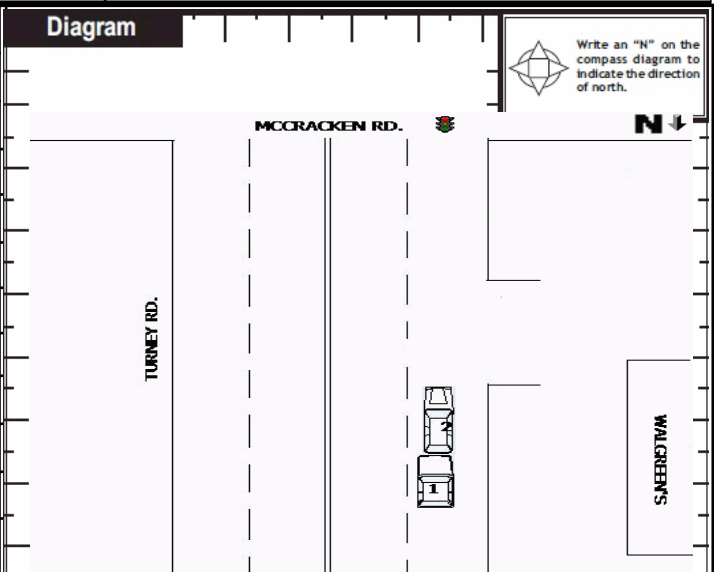 Diagram
Write an “N” on the
compass diagram to
indicate the direction
of north.
MCCRACKEN RD.
N
TURNEY RD.
2
1
WALGREEN'S